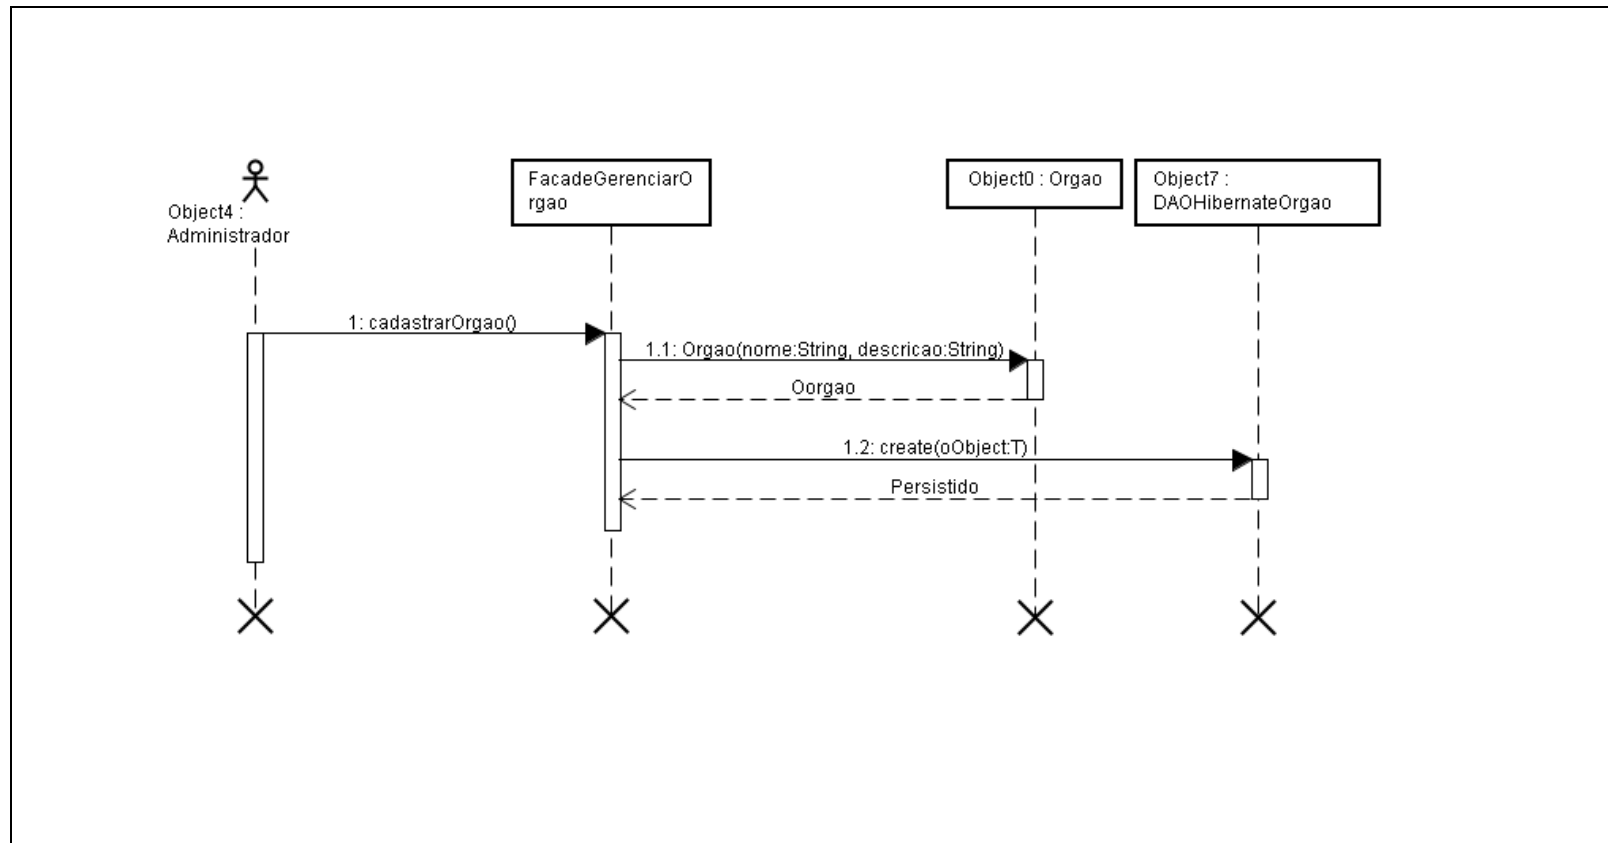 FacadeGerenciarO
rgao
Object0 : Orgao
Object7 :
DAOHibernateOrgao
Object4 :
Administrador
1: cadastrarOrgao()
1.1: Orgao(nome:String, descricao:String)
Oorgao
1.2: create(oObject:T)
Persistido